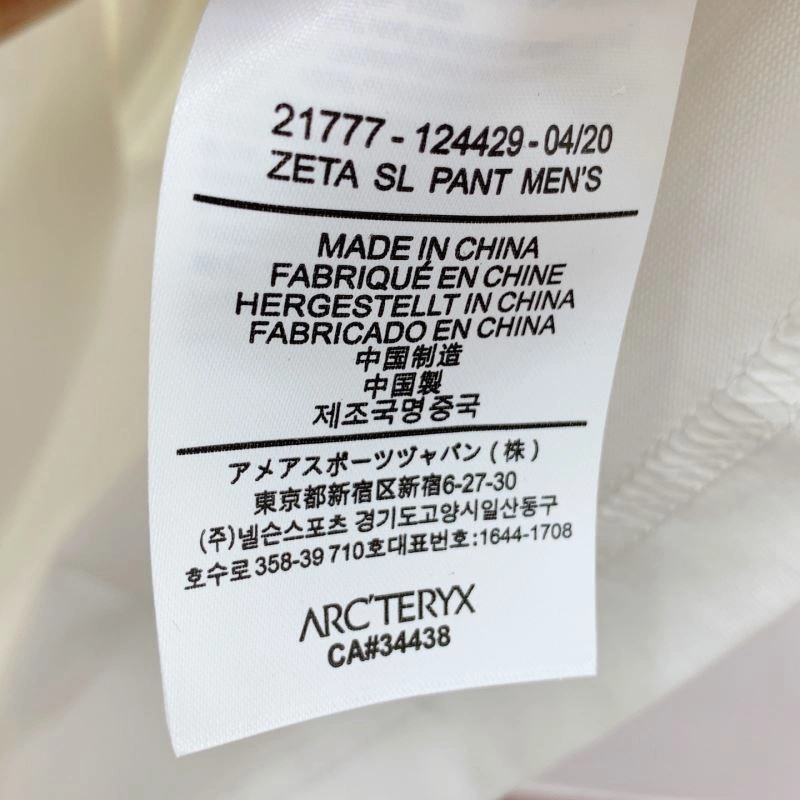 21777 - 124429 - 04/20
ZETA SL PANT MEN'S
MADE IN CHINA
FABRIQUÉ EN CHINE
HERGESTELLT IN CHINA
FABRICADO EN CHINA
中国制造
中国製
제조국명 중국
アメアスポーツヅャパン (株)
東京都新宿区新宿6-27-30
(주)넬슨스포츠 경기도고양시일산동구
호수로 358-39 710호대표번호:1644-1708
ARC'TERYX
CA#34438